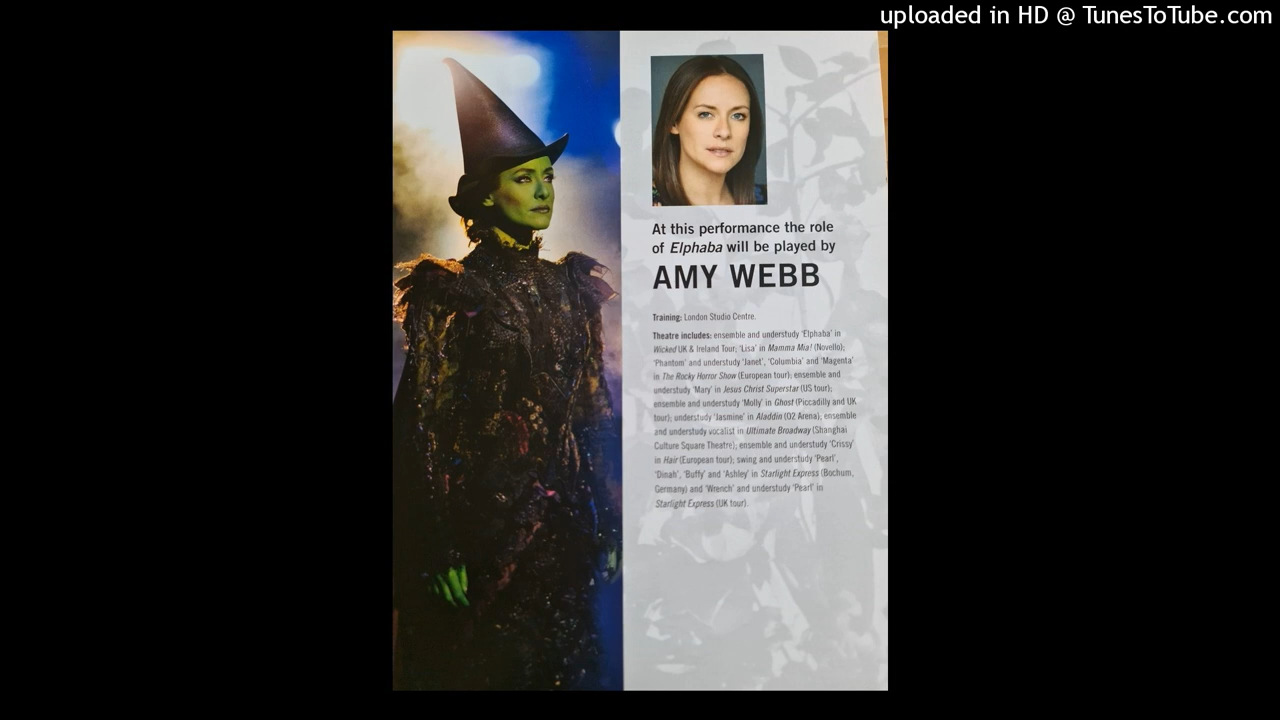 uploaded in HD @ TunesToTube.com
At this performance the role
of Elphaba will be played by
AMY WEBB
Training: London Studio Centre.
Theatre includes: ensemble and understudy ‘Elphaba’ in
Wicked UK & Ireland Tour; ‘Lisa’ in Mamma Mia! (Novello);
‘Phantom’ and understudy ‘Janet’, ‘Columbia’ and ‘Magenta’
in The Rocky Horror Show (European tour); ensemble and
understudy ‘Mary’ in Jesus Christ Superstar (US tour);
ensemble and understudy ‘Molly’ in Ghost (Piccadilly and UK
tour); understudy ‘Jasmine’ in Aladdin (O2 Arena); ensemble
and understudy vocalist in Ultimate Broadway (Shanghai
Culture Square Theatre); ensemble and understudy ‘Crissy’
in Hair (European tour); swing and understudy ‘Pearl’,
‘Dinah’, ‘Buffy’ and ‘Ashley’ in Starlight Express (Bochum,
Germany) and ‘Wrench’ and understudy ‘Pearl’ in
Starlight Express (UK tour).